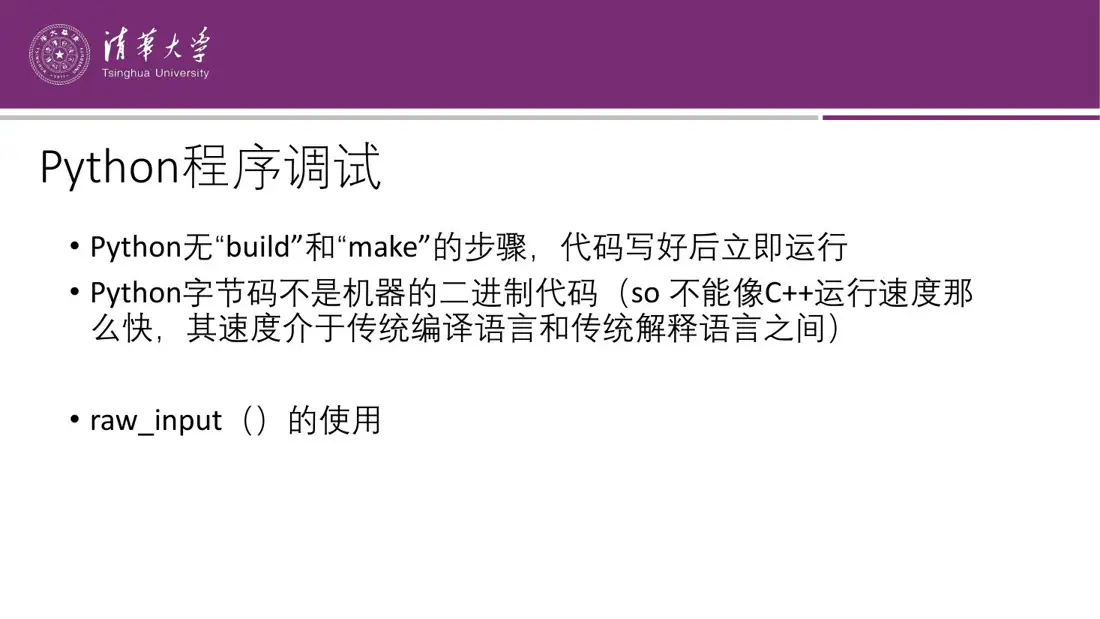 清华大学
Tsinghua University
Python程序调试
• Python无“build”和“make”的步骤，代码写好后立即运行
• Python字节码不是机器的二进制代码（so 不能像C++运行速度那
么快，其速度介于传统编译语言和传统解释语言之间）
• raw_input（）的使用